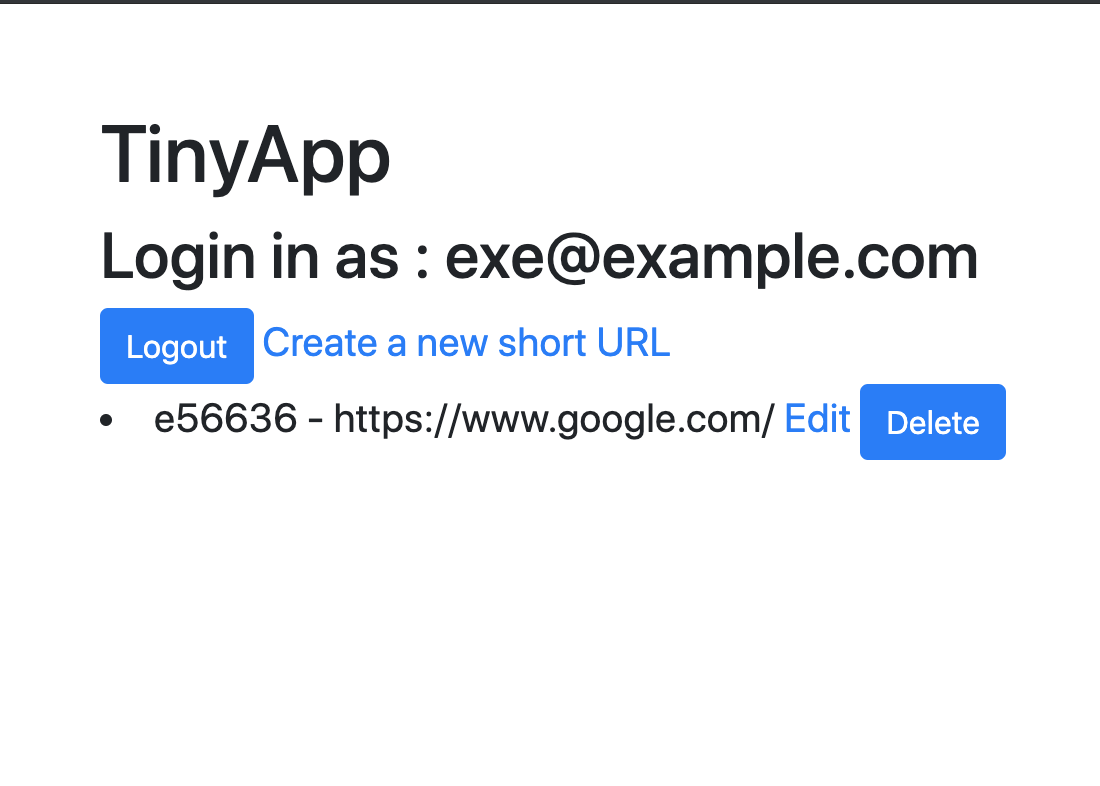 TinyApp
Login in as : exe@example.com
Logout Create a new short URL
• e56636 - https://www.google.com/ Edit Delete